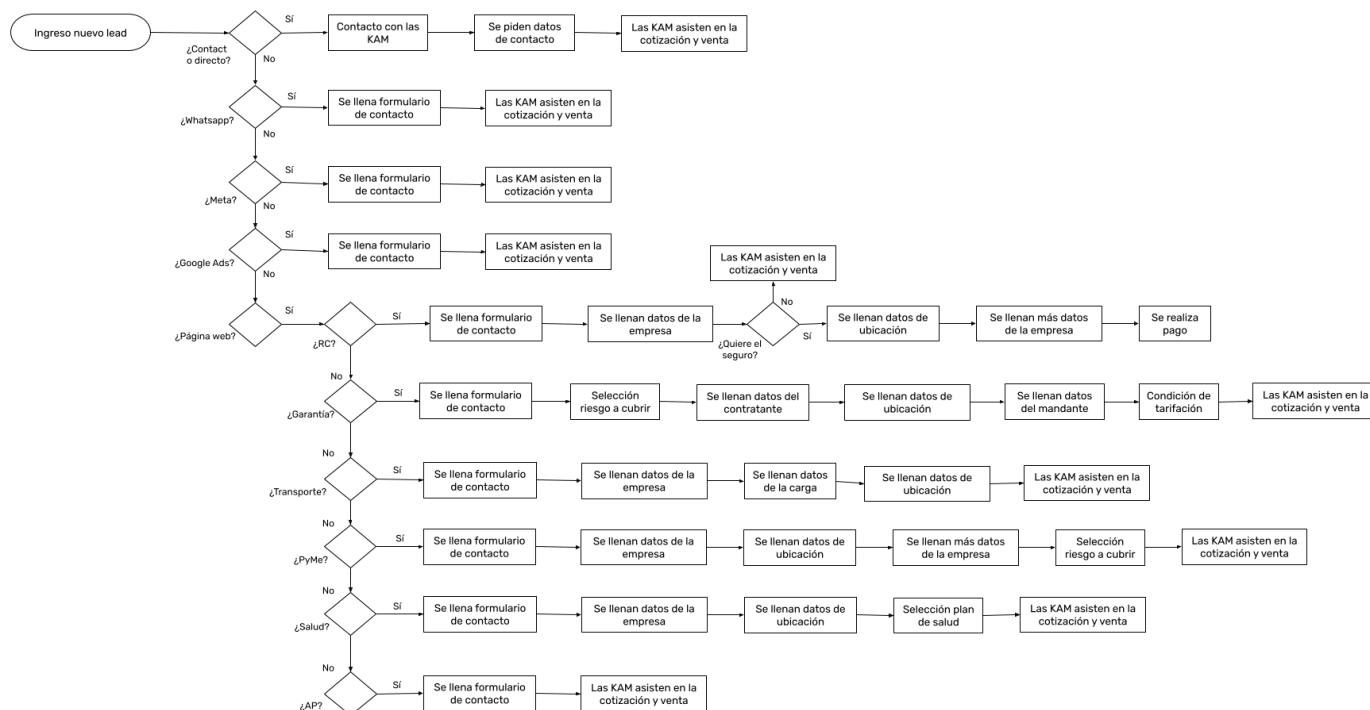 Ingreso nuevo lead
¿Contact
o directo?
Sí
No
Contacto con las
KAM
Se piden datos
de contacto
Las KAM asisten en la
cotización y venta
¿Whatsapp?
Sí
No
Se llena formulario
de contacto
Las KAM asisten en la
cotización y venta
¿Meta?
Sí
No
Se llena formulario
de contacto
Las KAM asisten en la
cotización y venta
¿Google Ads?
Sí
No
Se llena formulario
de contacto
Las KAM asisten en la
cotización y venta
¿Página web?
Sí
¿RC?
Sí
No
Se llena formulario
de contacto
Se llenan datos de la
empresa
¿Quiere el
seguro?
No
Las KAM asisten en la
cotización y venta
Sí
Se llenan datos de
ubicación
Se llenan más datos
de la empresa
Se realiza
pago
¿Garantía?
Sí
No
Se llena formulario
de contacto
Selección
riesgo a cubrir
Se llenan datos del
contratante
Se llenan datos de
ubicación
Se llenan datos
del mandante
Condición de
tarifación
Las KAM asisten en la
cotización y venta
¿Transporte?
Sí
No
Se llena formulario
de contacto
Se llenan datos de la
empresa
Se llenan datos
de la carga
Se llenan datos de
ubicación
Las KAM asisten en la
cotización y venta
¿PyMe?
Sí
No
Se llena formulario
de contacto
Se llenan datos de la
empresa
Se llenan datos de
ubicación
Se llenan más datos
de la empresa
Selección
riesgo a cubrir
Las KAM asisten en la
cotización y venta
¿Salud?
Sí
No
Se llena formulario
de contacto
Se llenan datos de la
empresa
Se llenan datos de
ubicación
Selección plan
de salud
Las KAM asisten en la
cotización y venta
¿AP?
Sí
Se llena formulario
de contacto
Las KAM asisten en la
cotización y venta